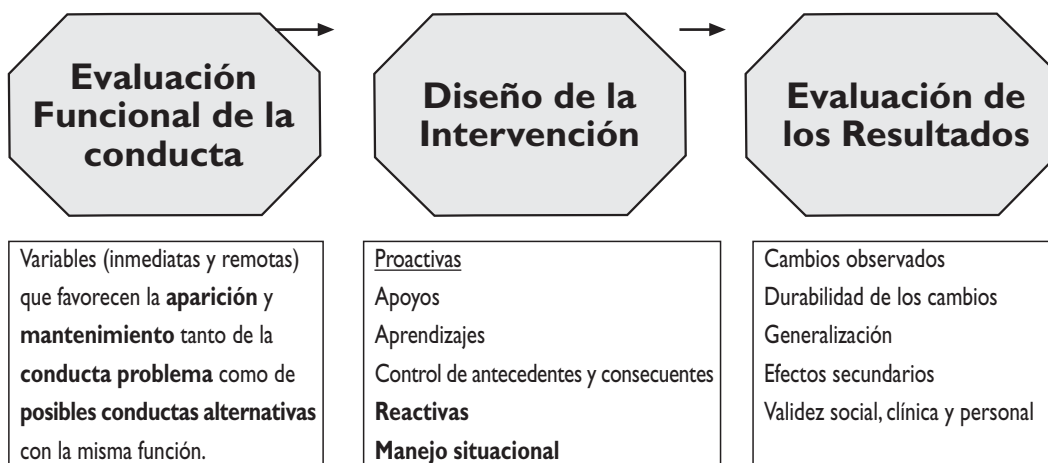 Evaluación
Funcional de la
conducta
Diseño de la
Intervención
Evaluación de
los Resultados
Variables (inmediatas y remotas)
que favorecen la aparición y
mantenimiento tanto de la
conducta problema como de
posibles conductas alternativas
con la misma función.
Proactivas
Apoyos
Aprendizajes
Control de antecedentes y consecuentes
Reactivas
Manejo situacional
Cambios observados
Durabilidad de los cambios
Generalización
Efectos secundarios
Validez social, clínica y personal